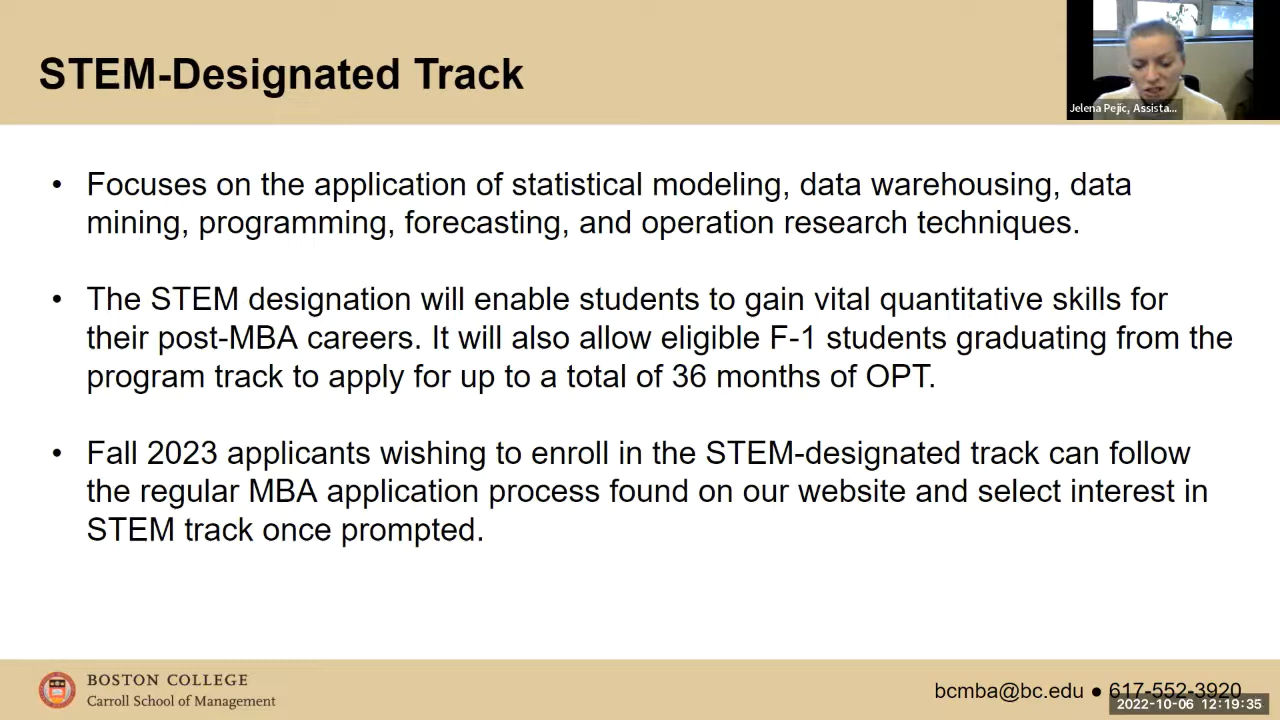 STEM-Designated Track
Jelena Pejic, Assista...
• Focuses on the application of statistical modeling, data warehousing, data
mining, programming, forecasting, and operation research techniques.
• The STEM designation will enable students to gain vital quantitative skills for
their post-MBA careers. It will also allow eligible F-1 students graduating from the
program track to apply for up to a total of 36 months of OPT.
• Fall 2023 applicants wishing to enroll in the STEM-designated track can follow
the regular MBA application process found on our website and select interest in
STEM track once prompted.
BOSTON COLLEGE
Carroll School of Management
bcmba@bc.edu ● 617-552-3920
2022-10-06 12:19:35